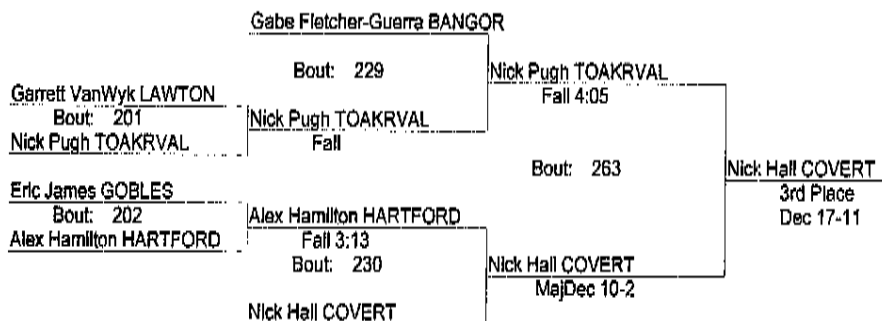 Gabe Fletcher-Guerra BANGOR
Bout: 229
Nick Pugh TOAKRVAL
Fall 4:05
Garrett VanWyk LAWTON
Bout: 201
Nick Pugh TOAKRVAL
Nick Pugh TOAKRVAL
Fall
Bout: 263
Nick Hall COVERT
3rd Place
Dec 17-11
Eric James GOBLES
Bout: 202
Alex Hamilton HARTFORD
Alex Hamilton HARTFORD
Fall 3:13
Bout: 230
Nick Hall COVERT
MajDec 10-2
Nick Hall COVERT